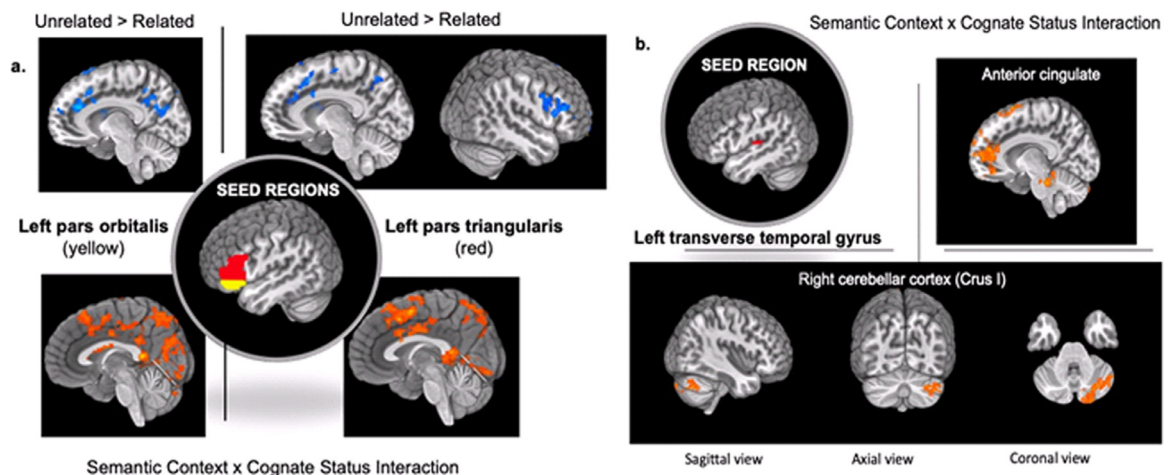 a.
Unrelated > Related
Unrelated > Related
SEED REGIONS
Left pars orbitalis
(yellow)
Left pars triangularis
(red)
Semantic Context x Cognate Status Interaction
b.
Semantic Context x Cognate Status Interaction
SEED REGION
Anterior cingulate
Left transverse temporal gyrus
Right cerebellar cortex (Crus I)
Sagittal view
Axial view
Coronal view